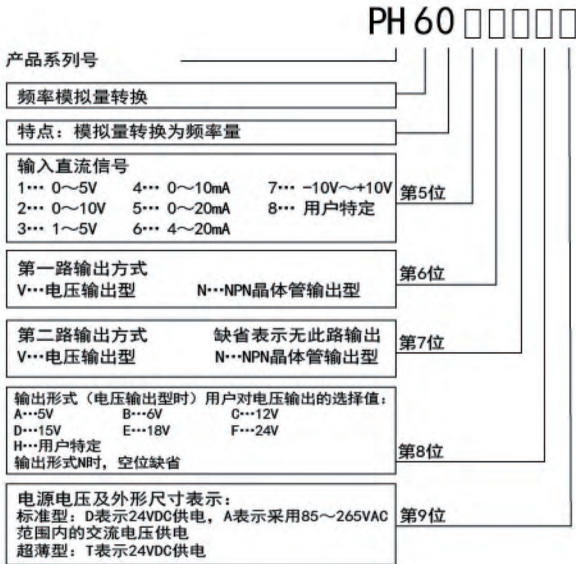 PH60□□□□□
产品系列号
频率模拟量转换
特点：模拟量转换为频率量
输入直流信号
1… 0～5V 4… 0～10mA 7… -10V～+10V
2… 0～10V 5… 0～20mA 8… 用户特定
3… 1～5V 6… 4～20mA
第5位
第一路输出方式
V…电压输出型 N…NPN晶体管输出型
第6位
第二路输出方式 缺省表示无此路输出
V…电压输出型 N…NPN晶体管输出型
第7位
输出形式（电压输出型时）用户对电压输出的选择值：
A…5V B…6V C…12V
D…15V E…18V F…24V
H…用户特定
输出形式N时，空位缺省
第8位
电源电压及外形尺寸表示：
标准型：D表示24VDC供电，A表示采用85～265VAC
范围内的交流电压供电
超薄型：T表示24VDC供电
第9位